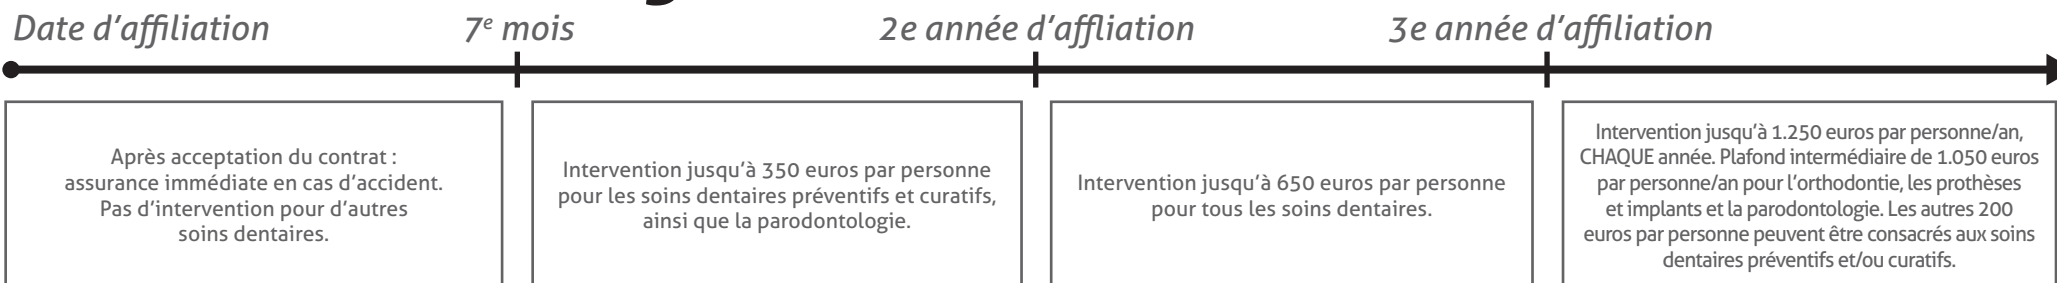 Date d'affiliation
7e mois
2e année d'affliation
3e année d'affiliation
Après acceptation du contrat :
assurance immédiate en cas d'accident.
Pas d'intervention pour d'autres
soins dentaires.
Intervention jusqu'à 350 euros par personne
pour les soins dentaires préventifs et curatifs,
ainsi que la parodontologie.
Intervention jusqu'à 650 euros par personne
pour tous les soins dentaires.
Intervention jusqu'à 1.250 euros par personne/an,
CHAQUE année. Plafond intermédiaire de 1.050 euros
par personne/an pour l'orthodontie, les prothèses
et implants et la parodontologie. Les autres 200
euros par personne peuvent être consacrés aux soins
dentaires préventifs et/ou curatifs.